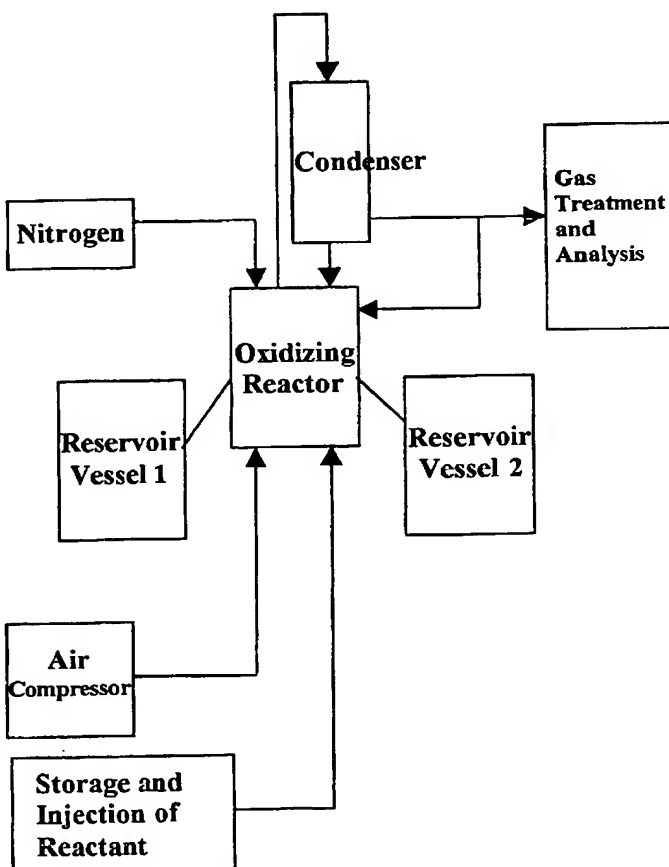 Condenser
Gas
Treatment
and
Analysis
Nitrogen
Oxidizing
Reactor
Reservoir
Vessel 1
Reservoir
Vessel 2
Air
Compressor
Storage and
Injection of
Reactant